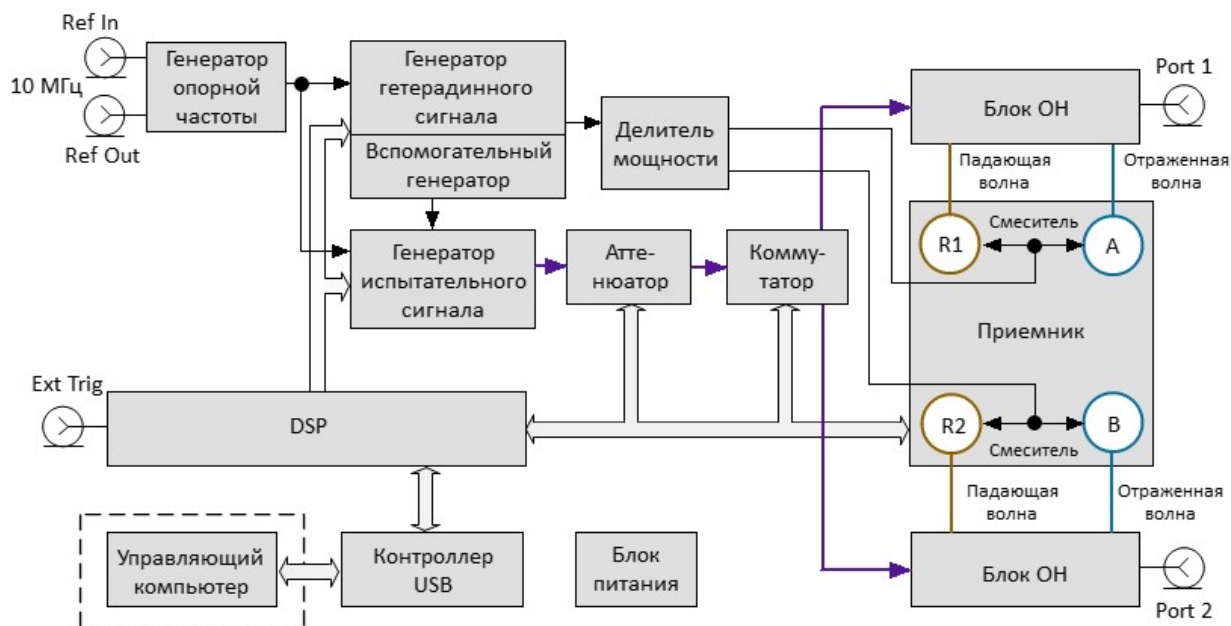 Ref In
10 МГц
Ref Out
Генератор
опорной
частоты
Генератор
гетерадинного
сигнала
Вспомогательный
генератор
Делитель
мощности
Блок ОН
Port 1
Падающая
волна
Отраженная
волна
Генератор
испытательного
сигнала
Атте-
нюатор
Комму-
татор
Смеситель
R1
A
Приемник
Ext Trig
DSP
R2
B
Смеситель
Падающая
волна
Отраженная
волна
Управляющий
компьютер
Контроллер
USB
Блок
питания
Блок ОН
Port 2